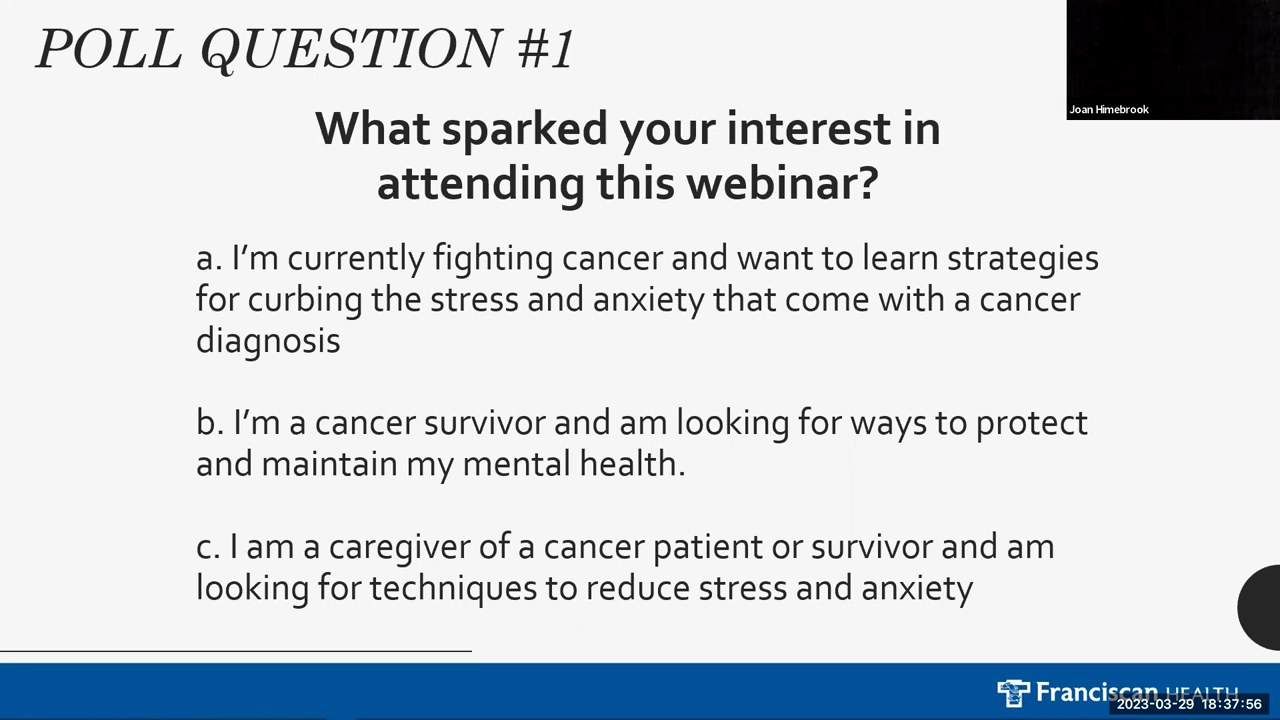 POLL QUESTION #1
Joan Himebrook
What sparked your interest in
attending this webinar?
a. I’m currently fighting cancer and want to learn strategies
for curbing the stress and anxiety that come with a cancer
diagnosis
b. I’m a cancer survivor and am looking for ways to protect
and maintain my mental health.
c. I am a caregiver of a cancer patient or survivor and am
looking for techniques to reduce stress and anxiety
Franciscan HEALTH
2023-03-29 18:37:56